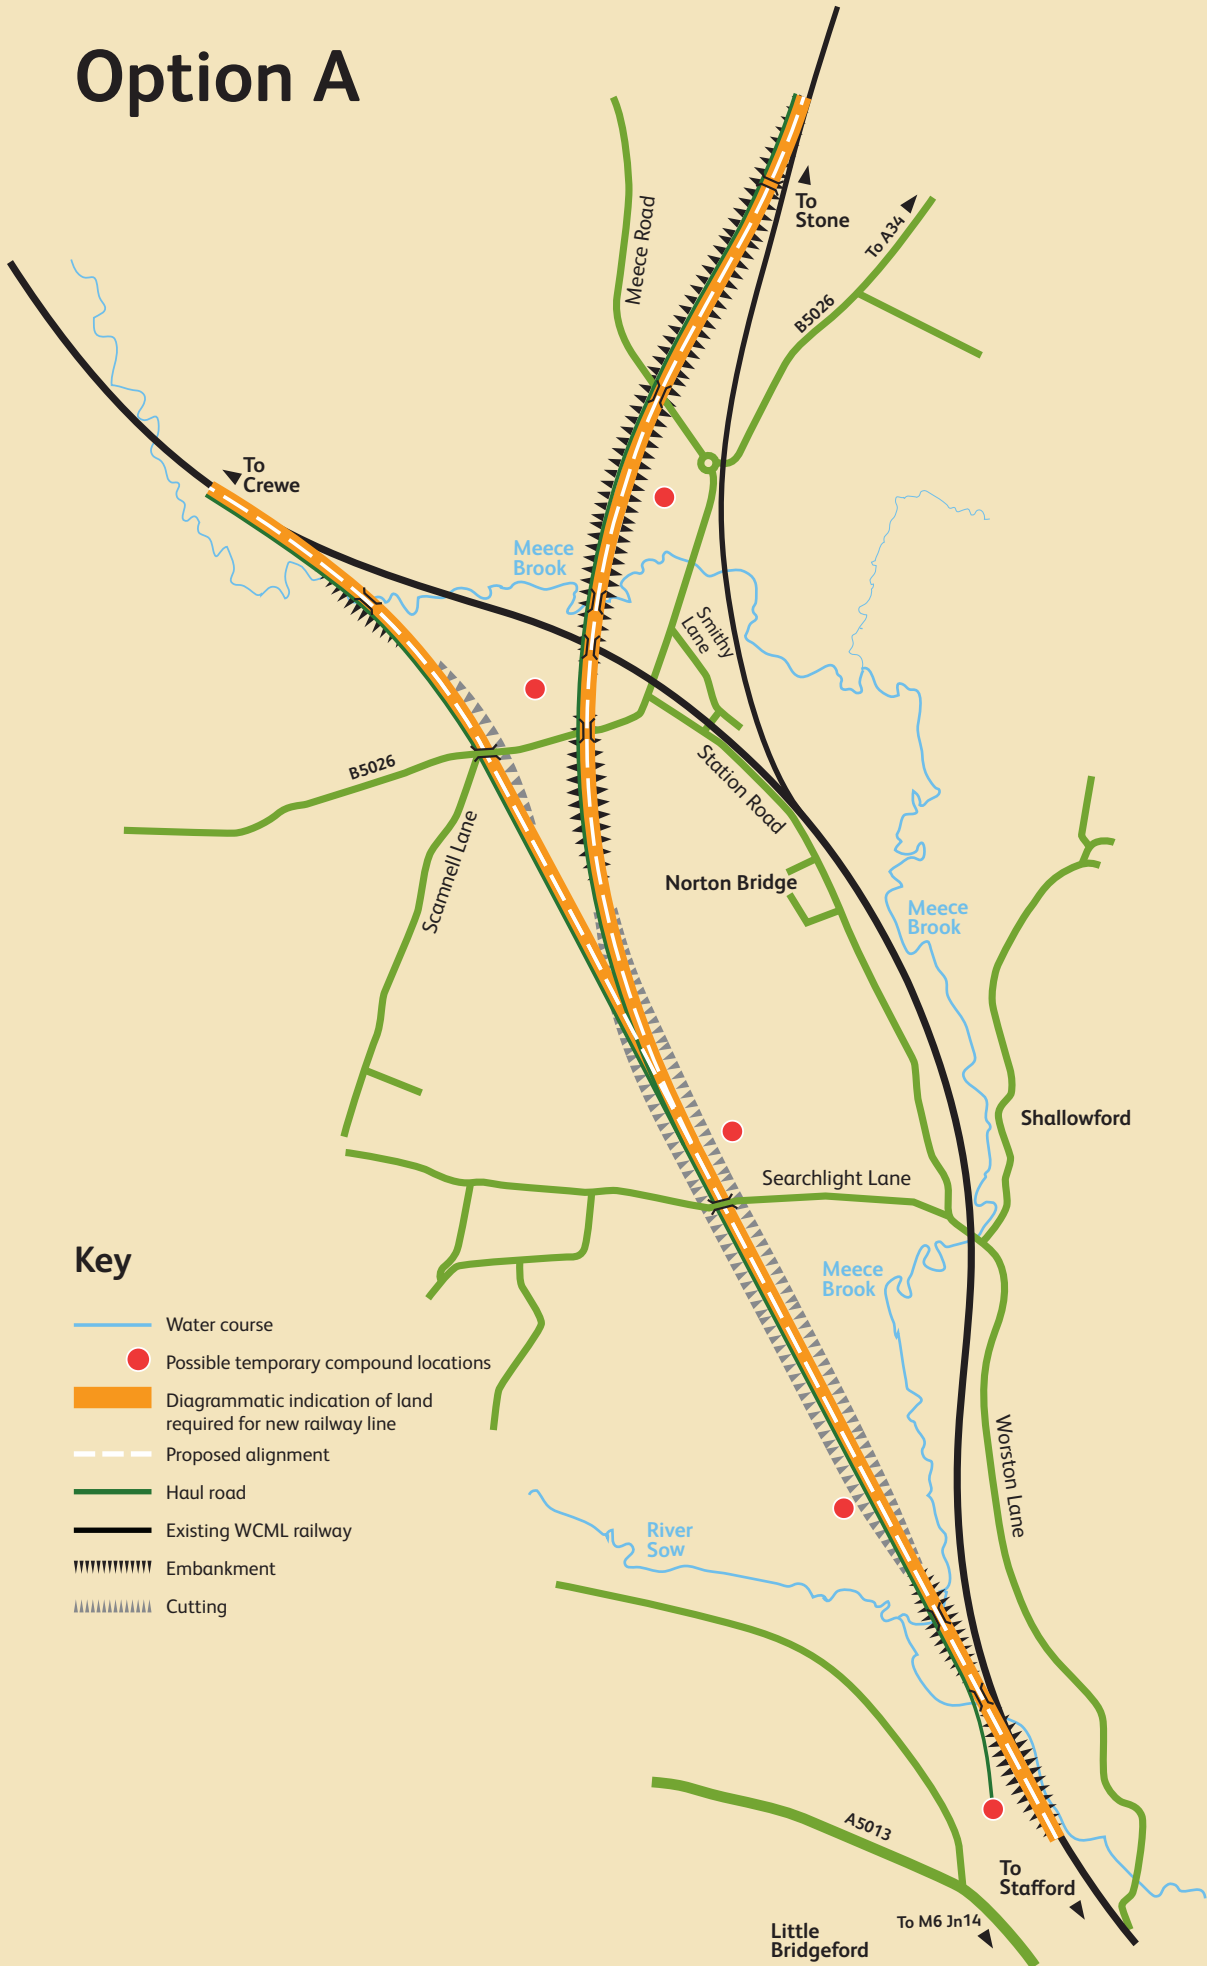 Option A
Meece Road
To
Stone
To A34
B5026
To
Crewe
Meece
Brook
Smithy
Lane
B5026
Station Road
Scamnell Lane
Norton Bridge
Meece
Brook
Shallowford
Searchlight Lane
Meece
Brook
Key
Water course
Possible temporary compound locations
Diagrammatic indication of land
required for new railway line
Proposed alignment
Haul road
Existing WCML railway
Embankment
Cutting
Worston Lane
River
Sow
A5013
To
Stafford
To M6 Jn14
Little
Bridgeford